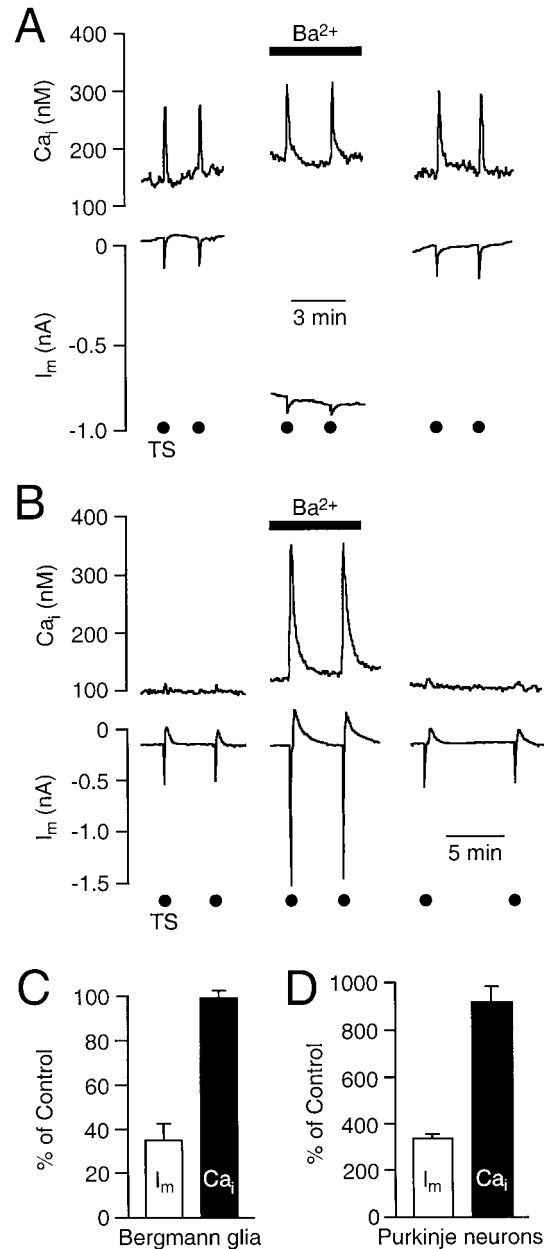 A
Ba²⁺
400
300
200
100
Caᵢ (nM)
0
-0.5
-1.0
Iₘ (nA)
3 min
TS
B
Ba²⁺
400
300
200
100
Caᵢ (nM)
0
-0.5
-1.0
-1.5
Iₘ (nA)
5 min
TS
C
100
80
60
40
20
0
% of Control
Iₘ
Caᵢ
Bergmann glia
D
1000
800
600
400
200
0
% of Control
Iₘ
Caᵢ
Purkinje neurons